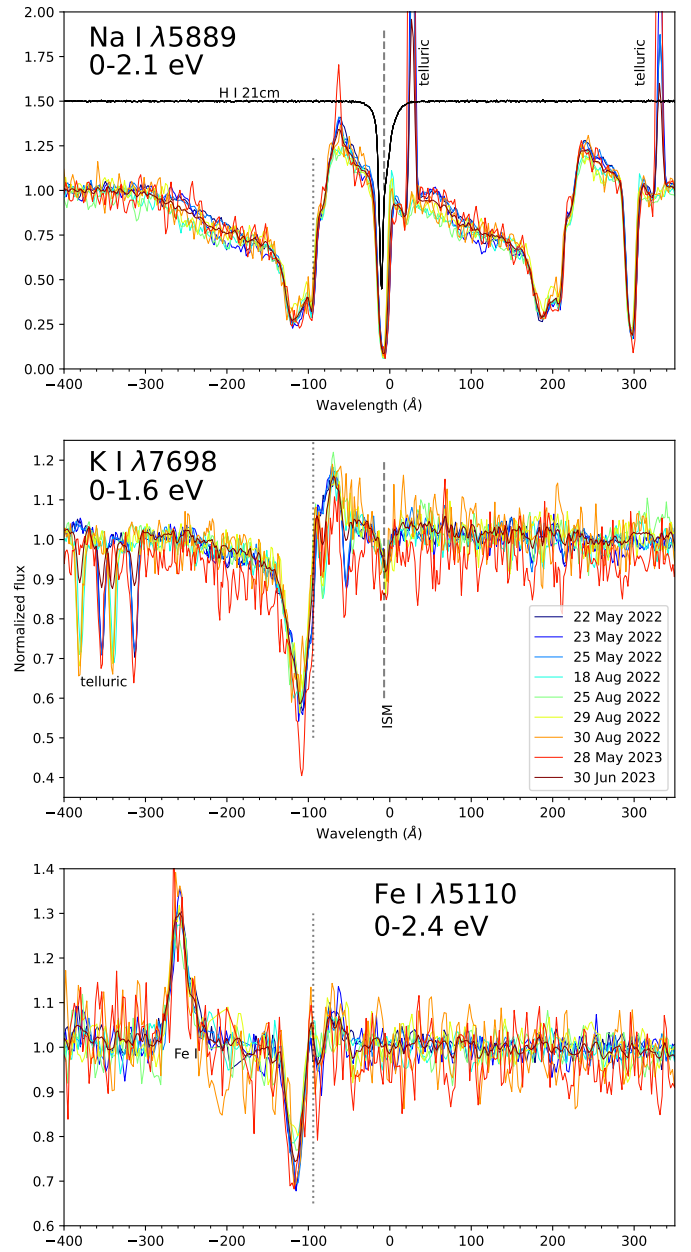 Na I λ5889
0-2.1 eV
H I 21cm
telluric
telluric
2.00
1.75
1.50
1.25
1.00
0.75
0.50
0.25
0.00
−400 −300 −200 −100 0 100 200 300
Wavelength (Å)
K I λ7698
0-1.6 eV
1.2
1.1
1.0
0.9
0.8
0.7
0.6
0.5
0.4
Normalized flux
telluric
ISM
22 May 2022
23 May 2022
25 May 2022
18 Aug 2022
25 Aug 2022
29 Aug 2022
30 Aug 2022
28 May 2023
30 Jun 2023
−400 −300 −200 −100 0 100 200 300
Wavelength (Å)
Fe I λ5110
0-2.4 eV
1.4
1.3
1.2
1.1
1.0
0.9
0.8
0.7
0.6
Fe I
−400 −300 −200 −100 0 100 200 300